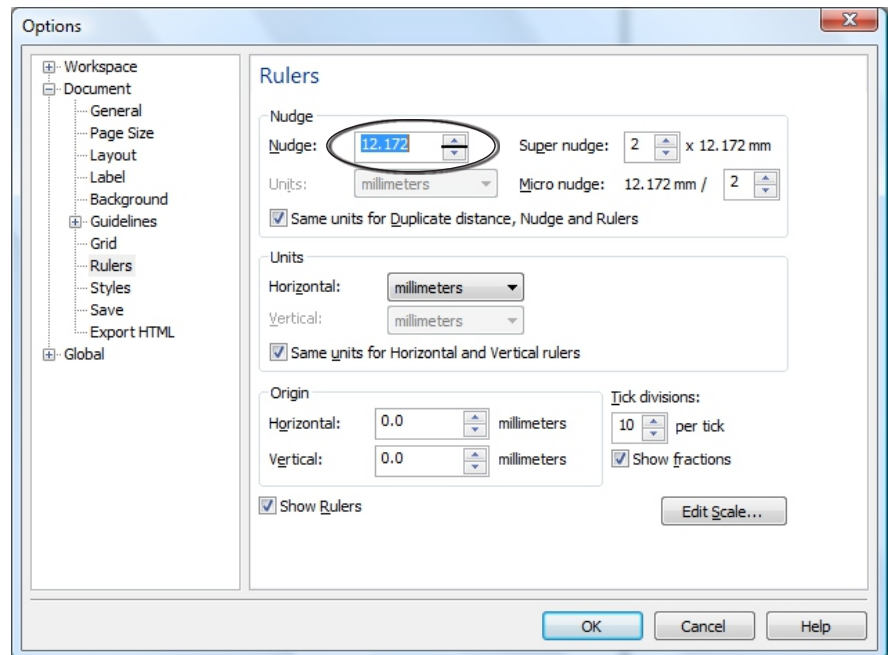 Options
Workspace
Document
General
Page Size
Layout
Label
Background
Guidelines
Grid
Rulers
Styles
Save
Export HTML
Global
Rulers
Nudge
Nudge: 12.172 Super nudge: 2 x 12.172 mm
Units: millimeters Micro nudge: 12.172 mm / 2
Same units for Duplicate distance, Nudge and Rulers
Units
Horizontal: millimeters
Vertical: millimeters
Same units for Horizontal and Vertical rulers
Origin
Horizontal: 0.0 millimeters
Vertical: 0.0 millimeters
Tick divisions:
10 per tick
Show fractions
Show Rulers
Edit Scale...
OK Cancel Help